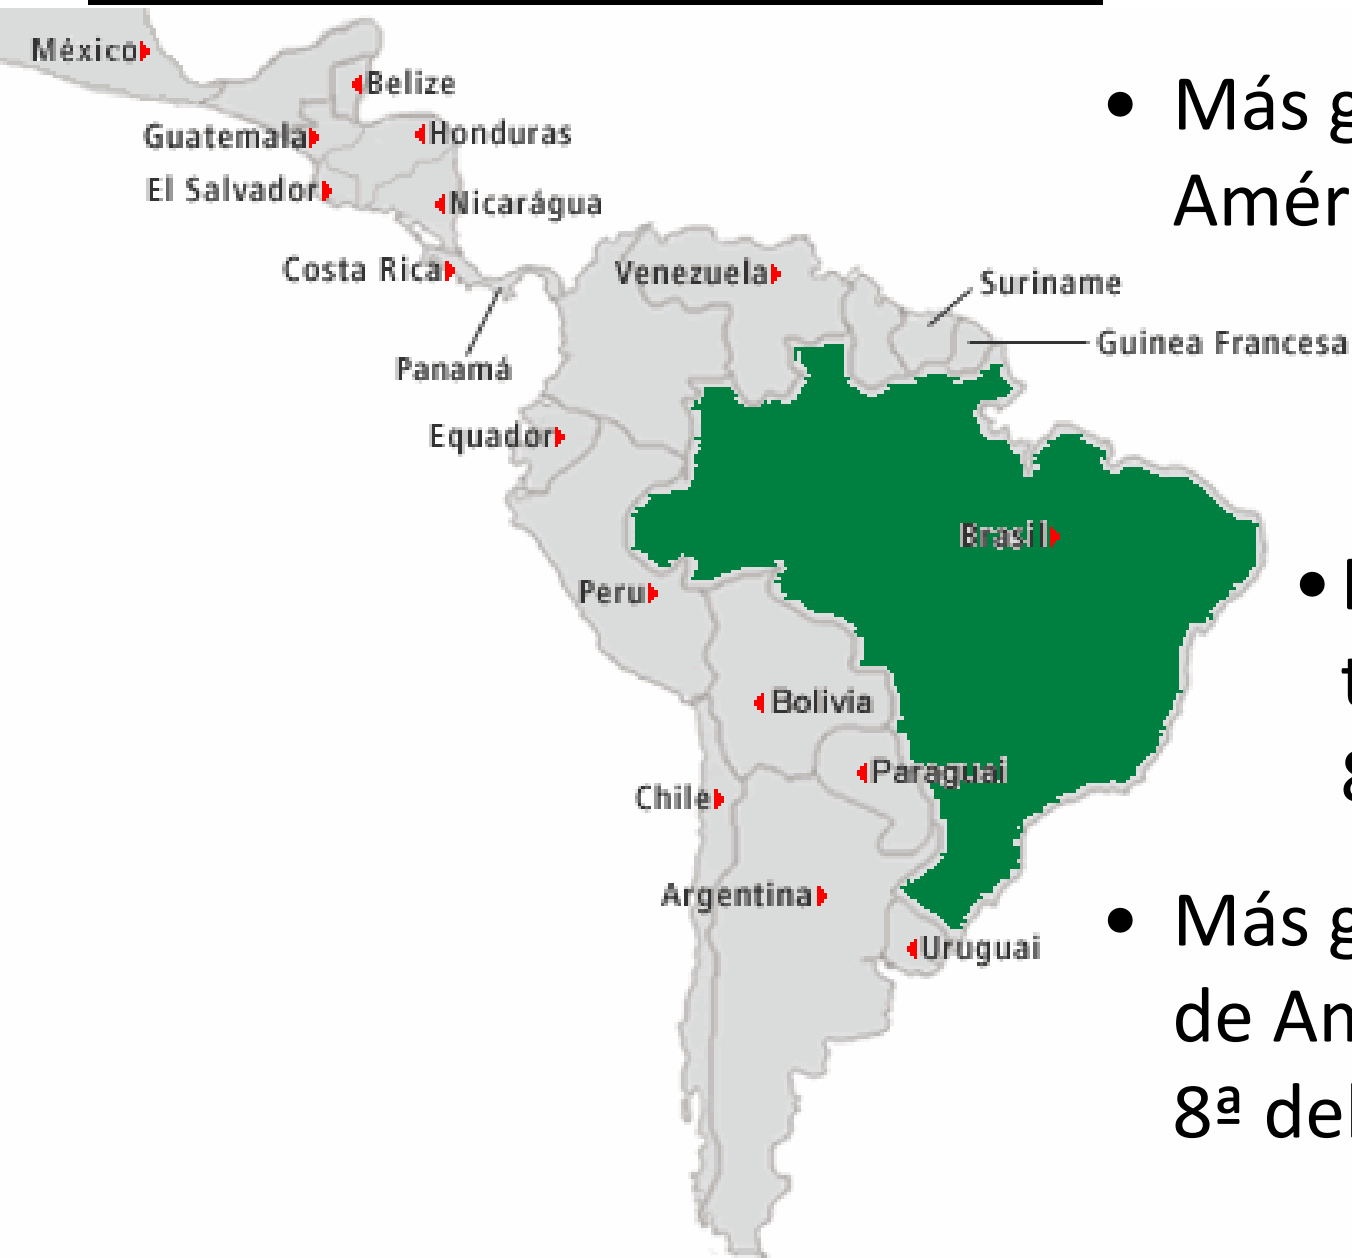 México
Belize
Guatemala
Honduras
El Salvador
Nicarágua
Costa Rica
Panamá
Venezuela
Suriname
Guinea Francesa
Equador
Brasil
Peru
Bolivia
Paraguai
Chile
Argentina
Uruguai
• Más g
Amér
•
t
g
• Más g
de Am
8ª del